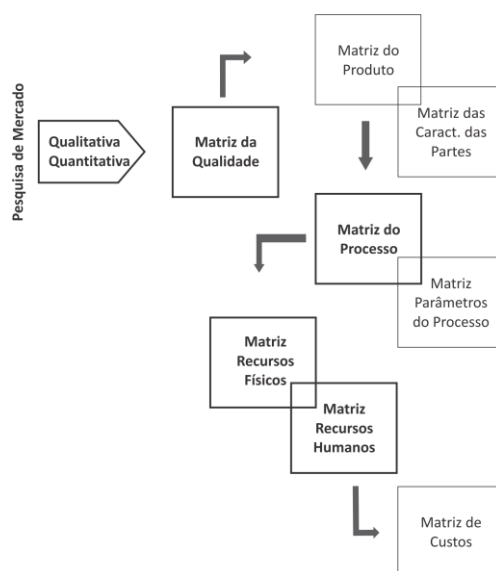 Pesquisa de Mercado
Qualitativa
Quantitativa
Matriz da
Qualidade
Matriz do
Produto
Matriz das
Caract. das
Partes
Matriz do
Processo
Matriz
Parâmetros
do Processo
Matriz
Recursos
Físicos
Matriz
Recursos
Humanos
Matriz de
Custos